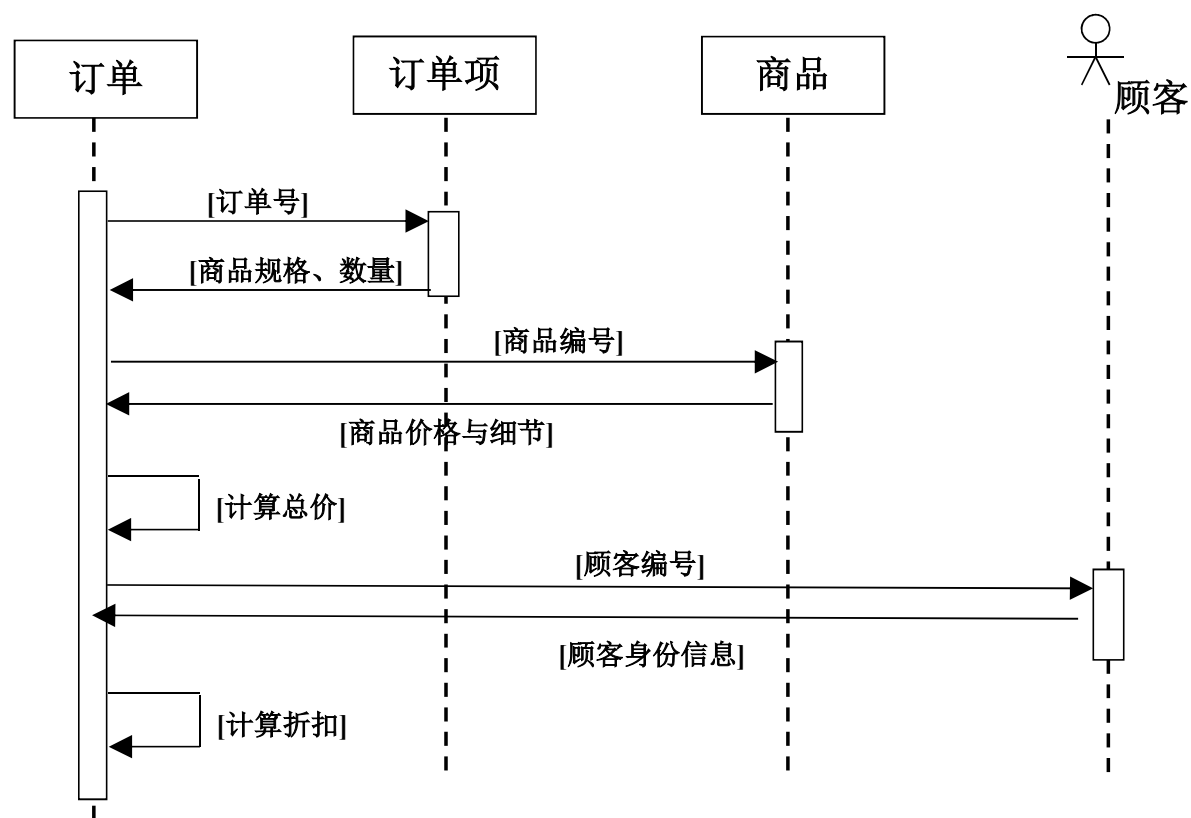 订单
订单项
商品
顾客
[订单号]
[商品规格、数量]
[商品编号]
[商品价格与细节]
[计算总价]
[顾客编号]
[顾客身份信息]
[计算折扣]